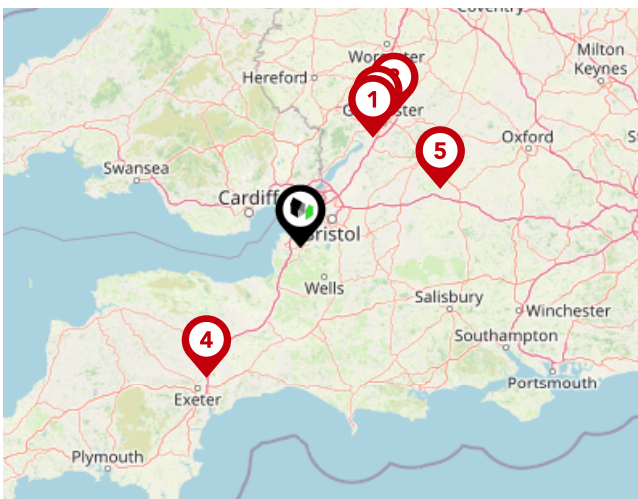 Coventry
Worcester
Milton
Keynes
Hereford
1
Gloucester
Oxford
5
Swansea
Cardiff
Bristol
Wells
Salisbury
Winchester
Southampton
4
Portsmouth
Exeter
Plymouth